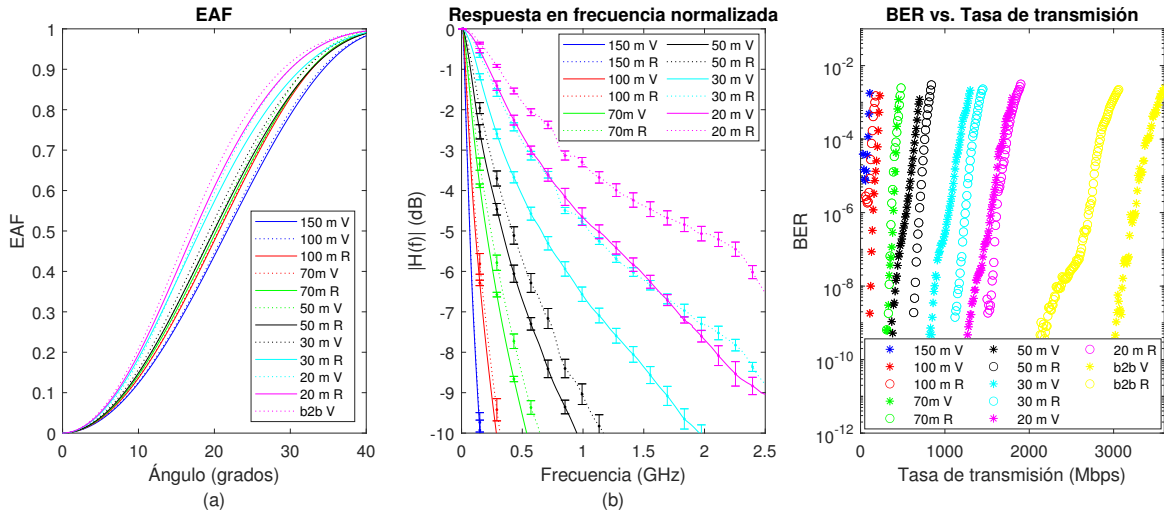 EAF
1
0.9
0.8
0.7
0.6
0.5
0.4
0.3
0.2
0.1
0
EAF
0 10 20 30 40
Ángulo (grados)
(a)
150 m V
100 m V
100 m R
70m V
70m R
50 m V
50 m R
30 m V
30 m R
20 m V
20 m R
b2b V
Respuesta en frecuencia normalizada
0
-1
-2
-3
-4
-5
-6
-7
-8
-9
-10
|H(f)| (dB)
0 0.5 1 1.5 2 2.5
Frecuencia (GHz)
(b)
150 m V 50 m V
150 m R 50 m R
100 m V 30 m V
100 m R 30 m R
70m V 20 m V
70m R 20 m R
BER vs. Tasa de transmisión
10-2
10-4
10-6
10-8
10-10
10-12
BER
0 1000 2000 3000
Tasa de transmisión (Mbps)
150 m V 50 m V 20 m R
100 m V 50 m R b2b V
100 m R 30 m V b2b R
70m V 30 m R
70m R 20 m V